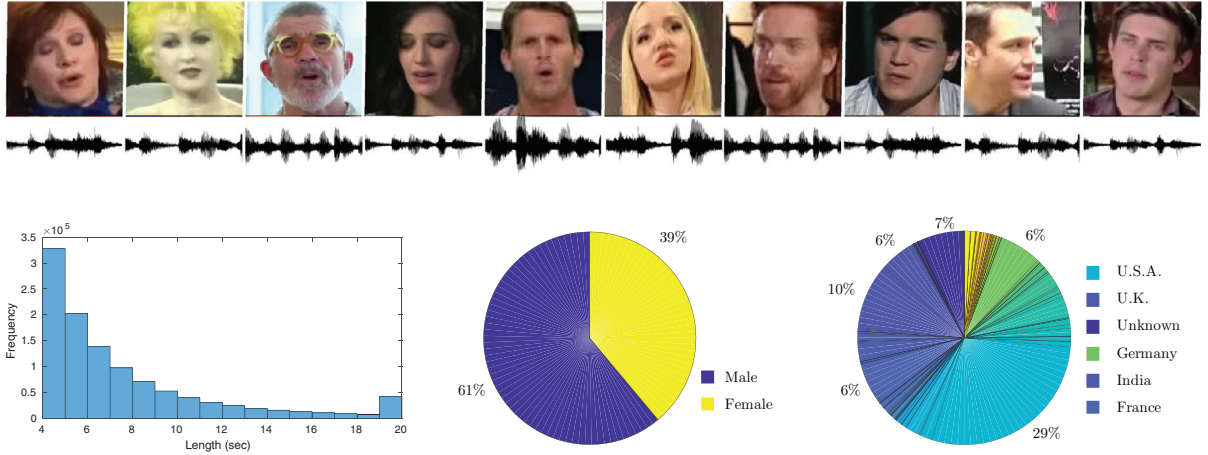 ×10⁵
3.5
3
2.5
2
1.5
1
0.5
0
Frequency
4 6 8 10 12 14 16 18 20
Length (sec)
39%
61%
Male
Female
7%
6%
6%
10%
6%
29%
U.S.A.
U.K.
Unknown
Germany
India
France